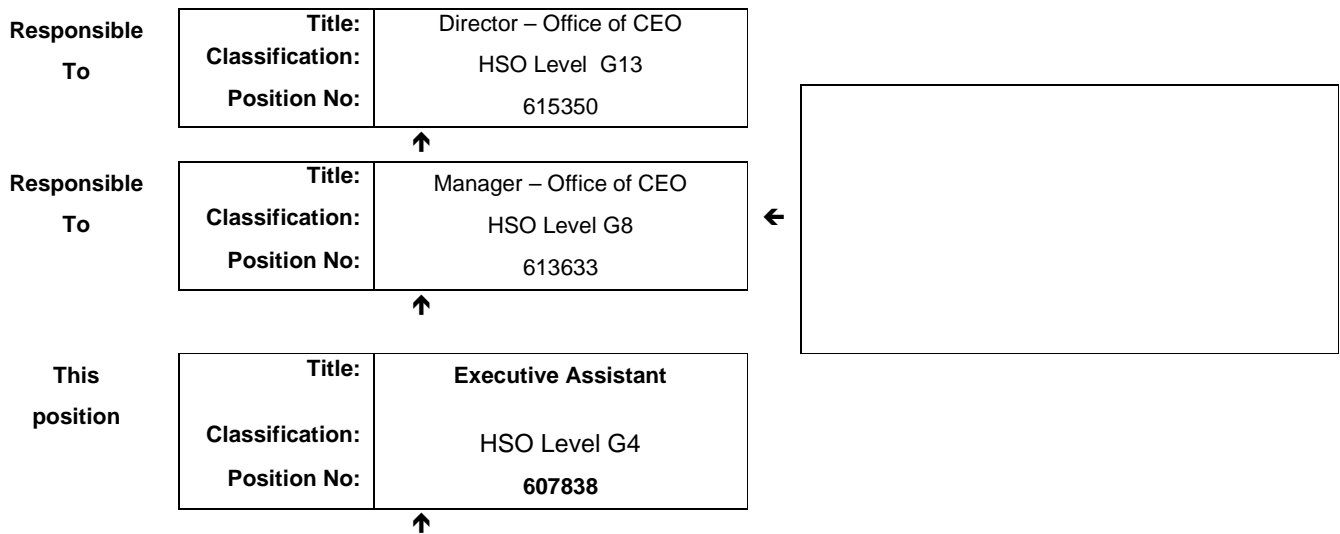 Responsible To
Title: Director – Office of CEO
Classification: HSO Level G13
Position No: 615350
↑
Responsible To
Title: Manager – Office of CEO
Classification: HSO Level G8
Position No: 613633
←
↑
This position
Title: Executive Assistant
Classification: HSO Level G4
Position No: 607838
↑